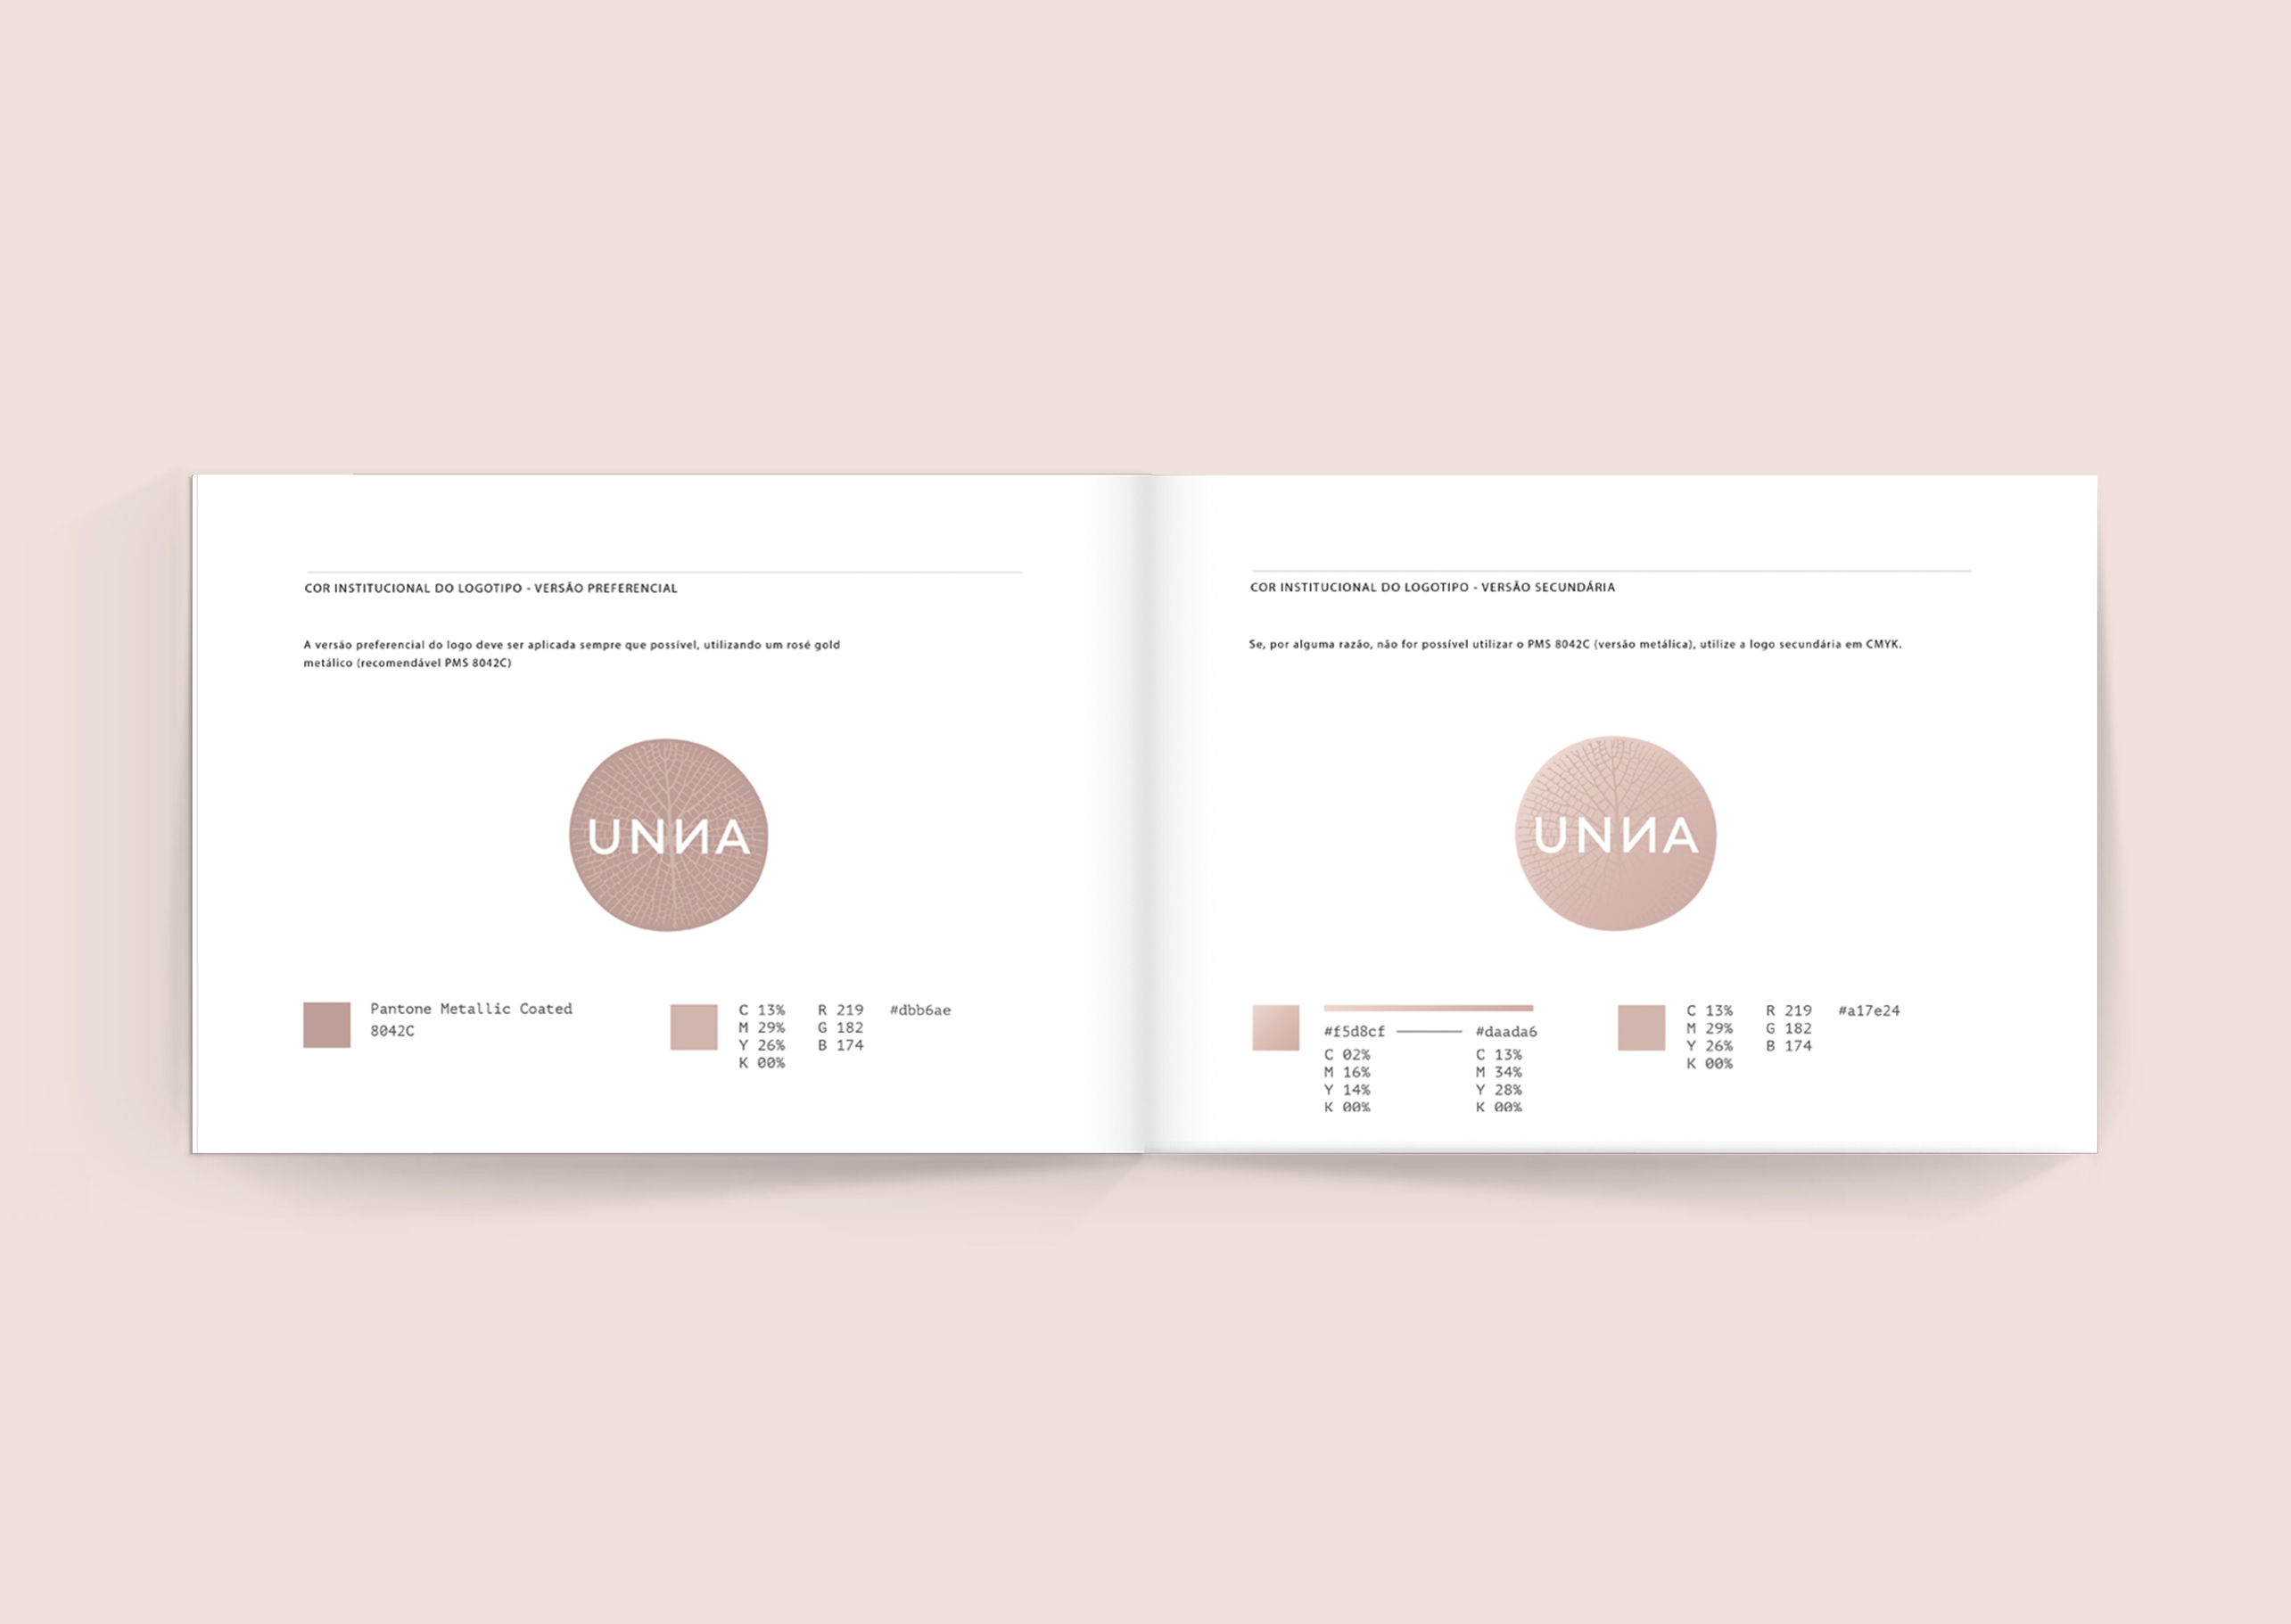 COR INSTITUCIONAL DO LOGOTIPO - VERSÃO PREFERENCIAL
A versão preferencial do logo deve ser aplicada sempre que possível, utilizando um rosé gold
metálico (recomendável PMS 8042C)
UNИA
Pantone Metallic Coated
8042C
C 13% R 219 #dbb6ae
M 29% G 182
Y 26% B 174
K 00%
COR INSTITUCIONAL DO LOGOTIPO - VERSÃO SECUNDÁRIA
Se, por alguma razão, não for possível utilizar o PMS 8042C (versão metálica), utilize a logo secundária em CMYK.
UNИA
#f5d8cf #daada6
C 02% C 13%
M 16% M 34%
Y 14% Y 28%
K 00% K 00%
C 13% R 219 #a17e24
M 29% G 182
Y 26% B 174
K 00%